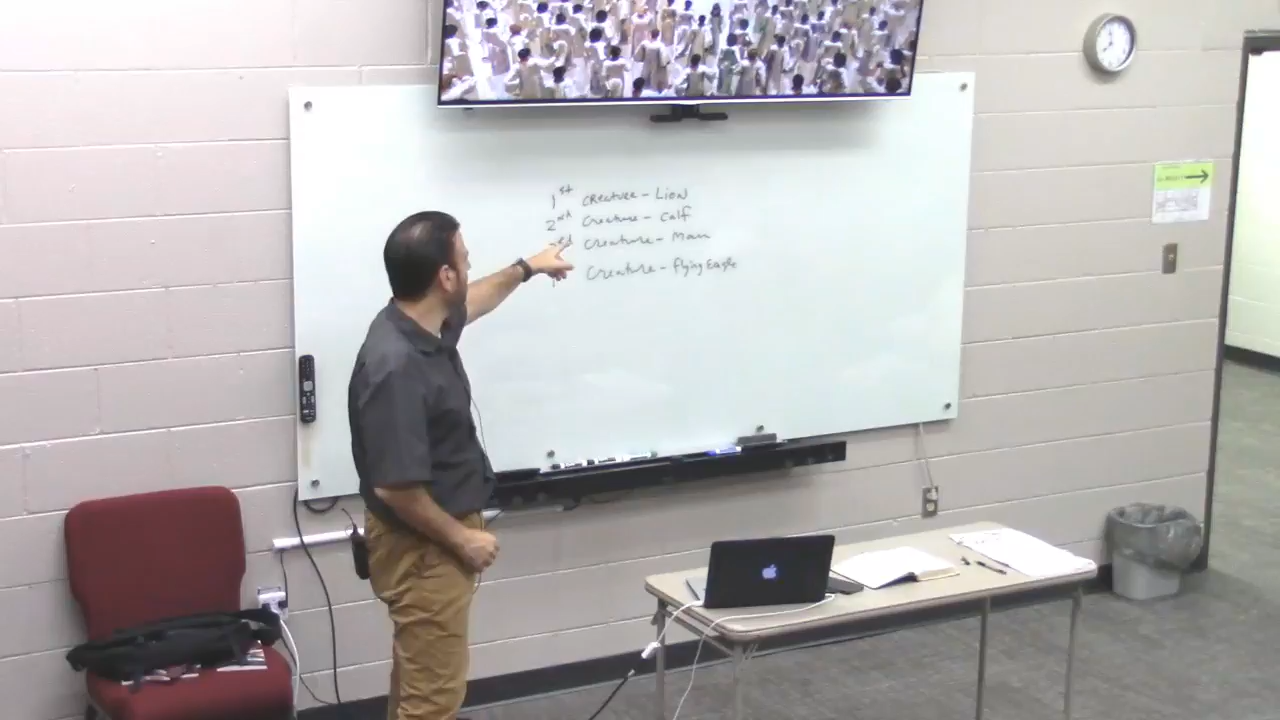 1st Creature - Lion
2nd Creature - Calf
Creature - Man
Creature - Flying Eagle